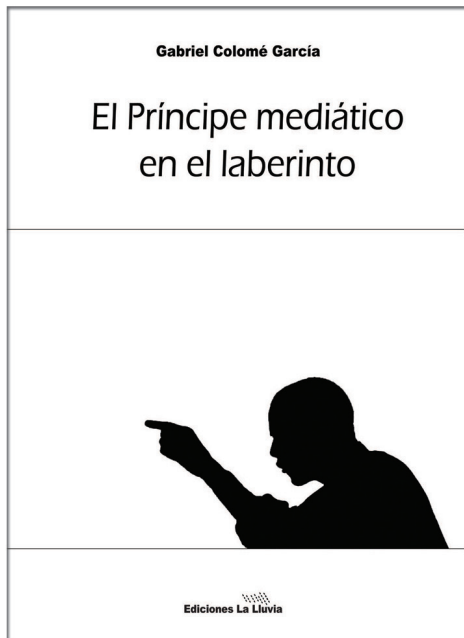 Gabriel Colomé García
El Príncipe mediático
en el laberinto
Ediciones La Lluvia